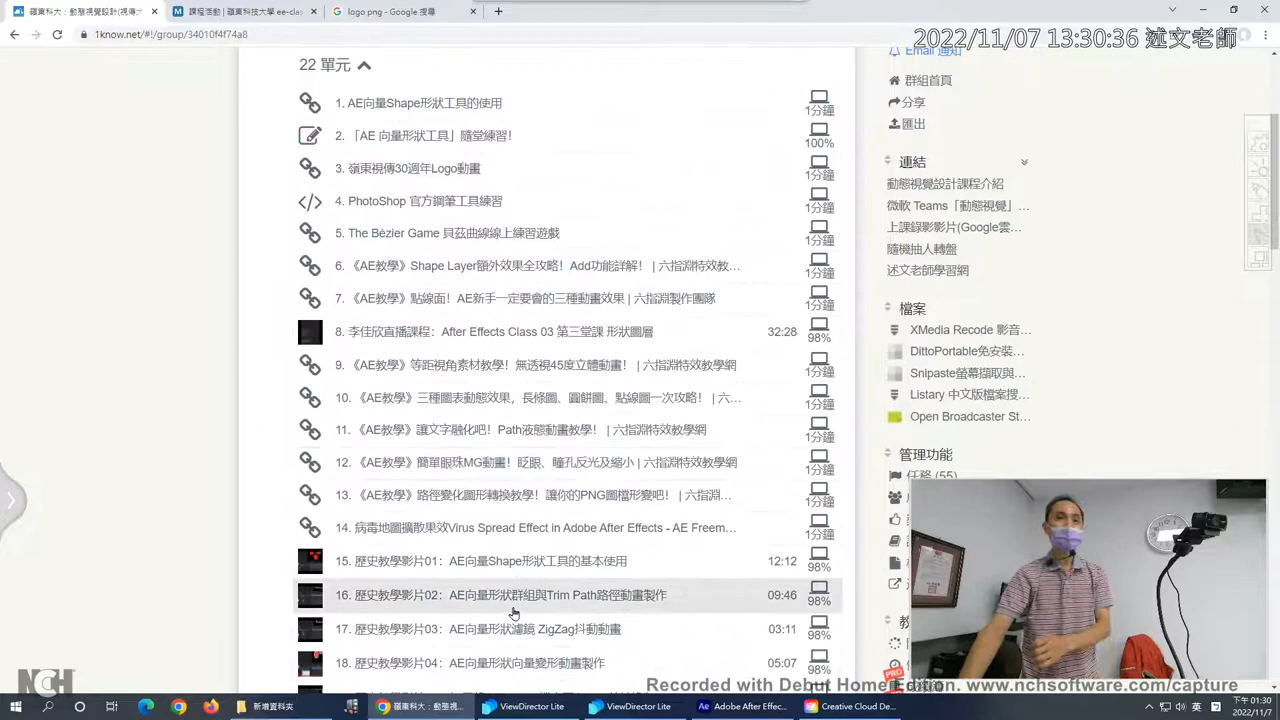 嶺東科技大學│動態視覺設計(視傳大
課程活動 - 嶺東科技大學.ee-class易
logo png - Google 搜尋
1know.net/#!/group/34010f4f74a8
2022/11/07 13:30:36 述文老師
Email 通知
22 單元
群組首頁
分享
匯出
1. AE向量Shape形狀工具的使用
1分鐘
2. 「AE 向量形狀工具」隨堂練習!
100%
3. 嶺東視傳30週年Logo動畫
1分鐘
4. PhotoShop 官方鋼筆工具練習
1分鐘
5. The Bézier Game 貝茲曲線線上練習遊戲
1分鐘
6. 《AE教學》Shape Layer額外效果全攻略！Add功能詳解！ | 六指淵特效教...
1分鐘
7. 《AE教學》點線面！AE新手一定要會的三種動畫效果 | 六指淵製作團隊
1分鐘
8. 李佳欣直播課程：After Effects Class 03 第三堂課 形狀圖層
32:28
98%
9. 《AE教學》等距視角素材教學！無透視45度立體動畫！ | 六指淵特效教學網
1分鐘
10. 《AE教學》三種圖表動態效果，長條圖、圓餅圖、點線圖一次攻略！ | 六...
1分鐘
11. 《AE教學》讓文字融化吧！Path液態動畫教學！ | 六指淵特效教學網
1分鐘
12. 《AE教學》簡單眼珠MG動畫！眨眼、瞳孔反光及縮小 | 六指淵特效教學網
1分鐘
13. 《AE教學》路徑變化圖形轉換教學！讓你的PNG圖檔形變吧！ | 六指淵...
1分鐘
14. 病毒地圖擴散果效Virus Spread Effect in Adobe After Effects - AE Freem...
1分鐘
15. 歷史教學影片01：AE向量Shape形狀工具的基本使用
12:12
98%
16. 歷史教學影片02：AE向量形狀群組與Trim Path路徑動畫製作
09:46
98%
17. 歷史教學影片03：AE向量形狀濾鏡 ZigZag抖動動畫
03:11
98%
18. 歷史教學影片04：AE向量形狀向量變形動畫製作
05:07
98%
連結
動態視覺設計課程介紹
微軟 Teams「動態視覺」...
上課錄影影片(Google雲...
隨機抽人轉盤
述文老師學習網
檔案
XMedia Recode 影音...
DittoPortable免安裝...
Snipaste螢幕擷取與...
Listary 中文版檔案搜...
Open Broadcaster St...
管理功能
任務 (55)
NCH
PRO
Recorded with Debut Home Edition. www.nchsoftware.com/capture
新增資料夾
嶺東科技大學│動...
ViewDirector Lite
ViewDirector Lite
Adobe After Effec...
Creative Cloud De...
英
下午 01:30
2022/11/7